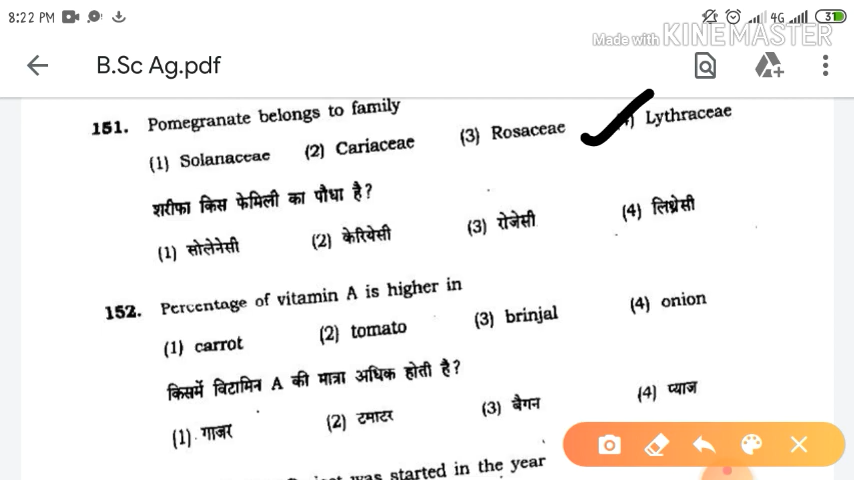 8:22 PM 4G 31
Made with KINEMASTER
B.Sc Ag.pdf
151. Pomegranate belongs to family
(1) Solanaceae (2) Cariaceae (3) Rosaceae Lythraceae
शरीफा किस फेमिली का पौधा है?
(1) सोलेनेसी (2) केरियेसी (3) रोजेसी (4) लिथ्रेसी
152. Percentage of vitamin A is higher in
(1) carrot (2) tomato (3) brinjal (4) onion
किसमें विटामिन A की मात्रा अधिक होती है?
(1) गाजर (2) टमाटर (3) बैगन (4) प्याज
was started in the year